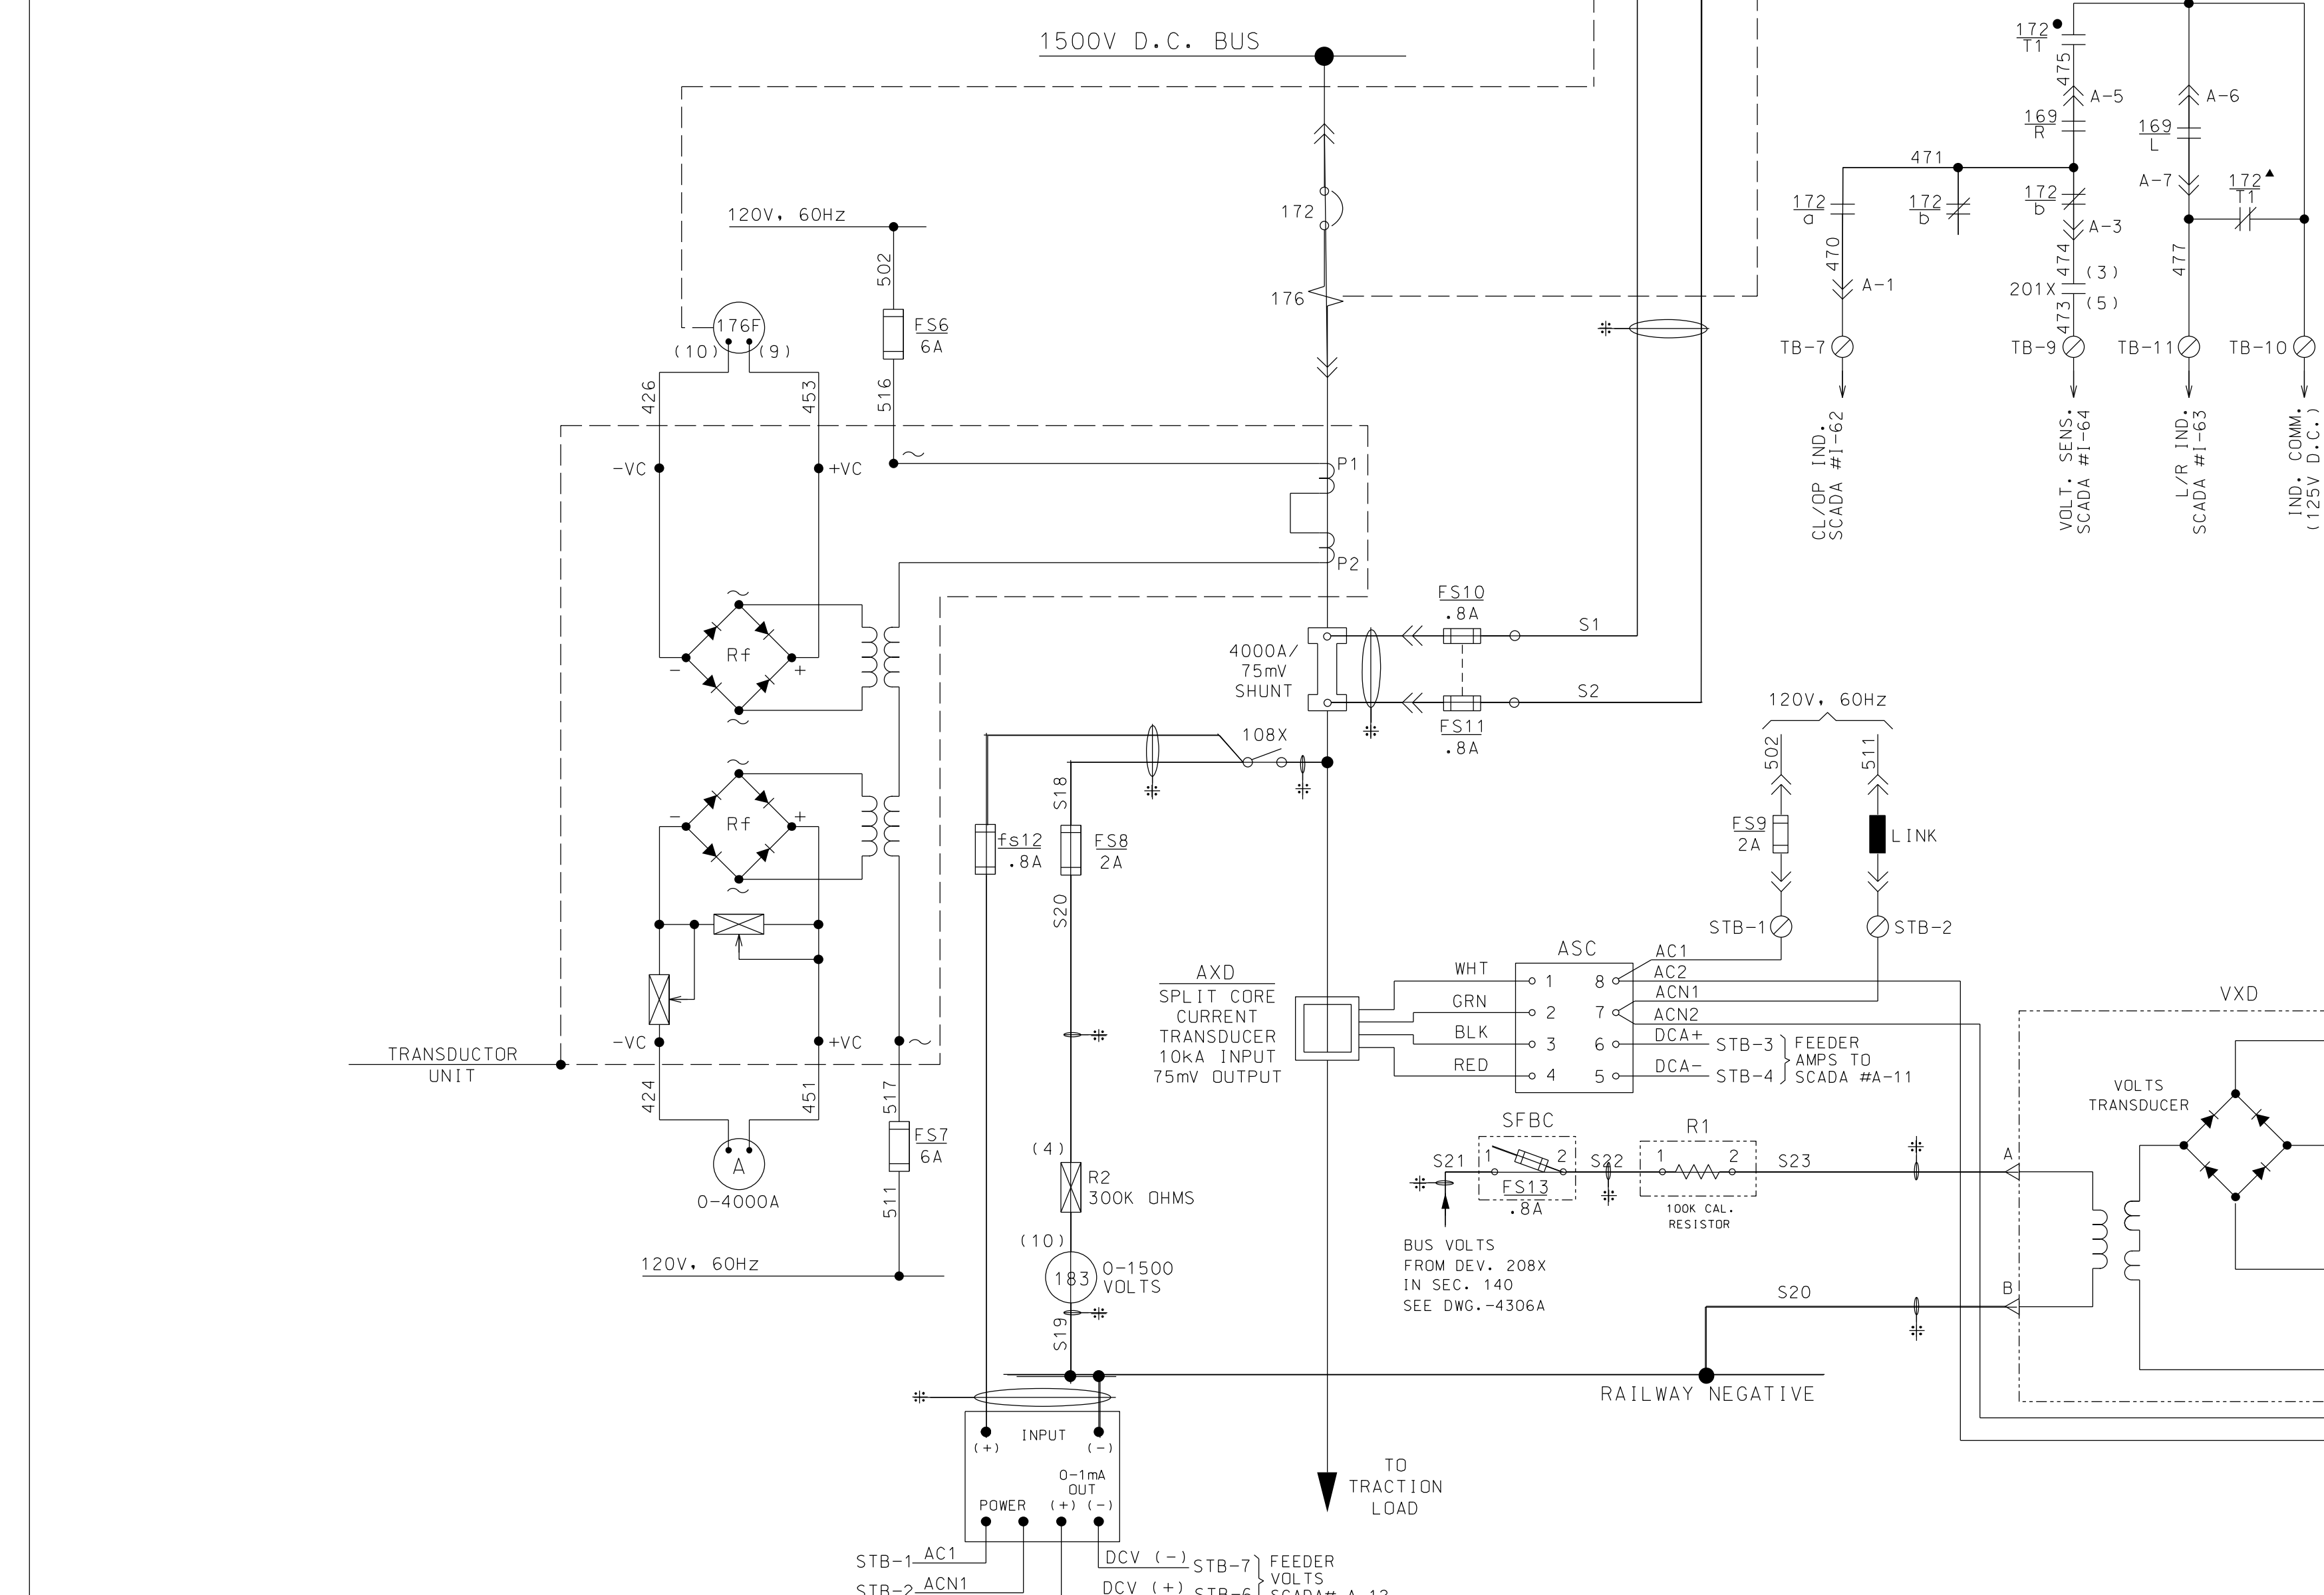 1500V D.C. BUS
120V, 60Hz
502
FS6
6A
516
176F
(10)
(9)
426
453
-VC
+VC
~
172
176
P1
P2
Rf
~
~
-
+
Rf
~
~
-
+
-VC
+VC
~
TRANSDUCTOR
UNIT
424
451
517
FS7
6A
A
0-4000A
511
120V, 60Hz
4000A/
75mV
SHUNT
FS10
.8A
S1
FS11
.8A
S2
108X
S18
fs12
.8A
FS8
2A
S20
AXD
SPLIT CORE
CURRENT
TRANSDUCER
10kA INPUT
75mV OUTPUT
(4)
R2
300K OHMS
(10)
183
0-1500
VOLTS
S19
INPUT
(+)
(-)
0-1mA
OUT
POWER
(+) (-)
STB-1
AC1
STB-2
ACN1
DCV (-)
STB-7
DCV (+)
STB-6
FEEDER
VOLTS
SCADA# A-12
TO
TRACTION
LOAD
RAILWAY NEGATIVE
172
T1
475
A-5
169
R
471
172
a
172
b
172
b
470
A-1
A-3
474
(3)
201X
(5)
473
A-6
169
L
A-7
172
T1
477
TB-7
TB-9
TB-11
TB-10
CL/OP IND.
SCADA #I-62
VOLT. SENS.
SCADA #I-64
L/R IND.
SCADA #I-63
IND. COMM.
(125V D.C.)
120V, 60Hz
502
511
FS9
2A
LINK
STB-1
STB-2
ASC
WHT
GRN
BLK
RED
1
2
3
4
8
7
6
5
AC1
AC2
ACN1
ACN2
DCA+
DCA-
STB-3
STB-4
FEEDER
AMPS TO
SCADA #A-11
SFBC
S21
1
2
FS13
.8A
S22
R1
1
2
100K CAL.
RESISTOR
S23
BUS VOLTS
FROM DEV. 208X
IN SEC. 140
SEE DWG.-4306A
S20
A
B
VXD
VOLTS
TRANSDUCER